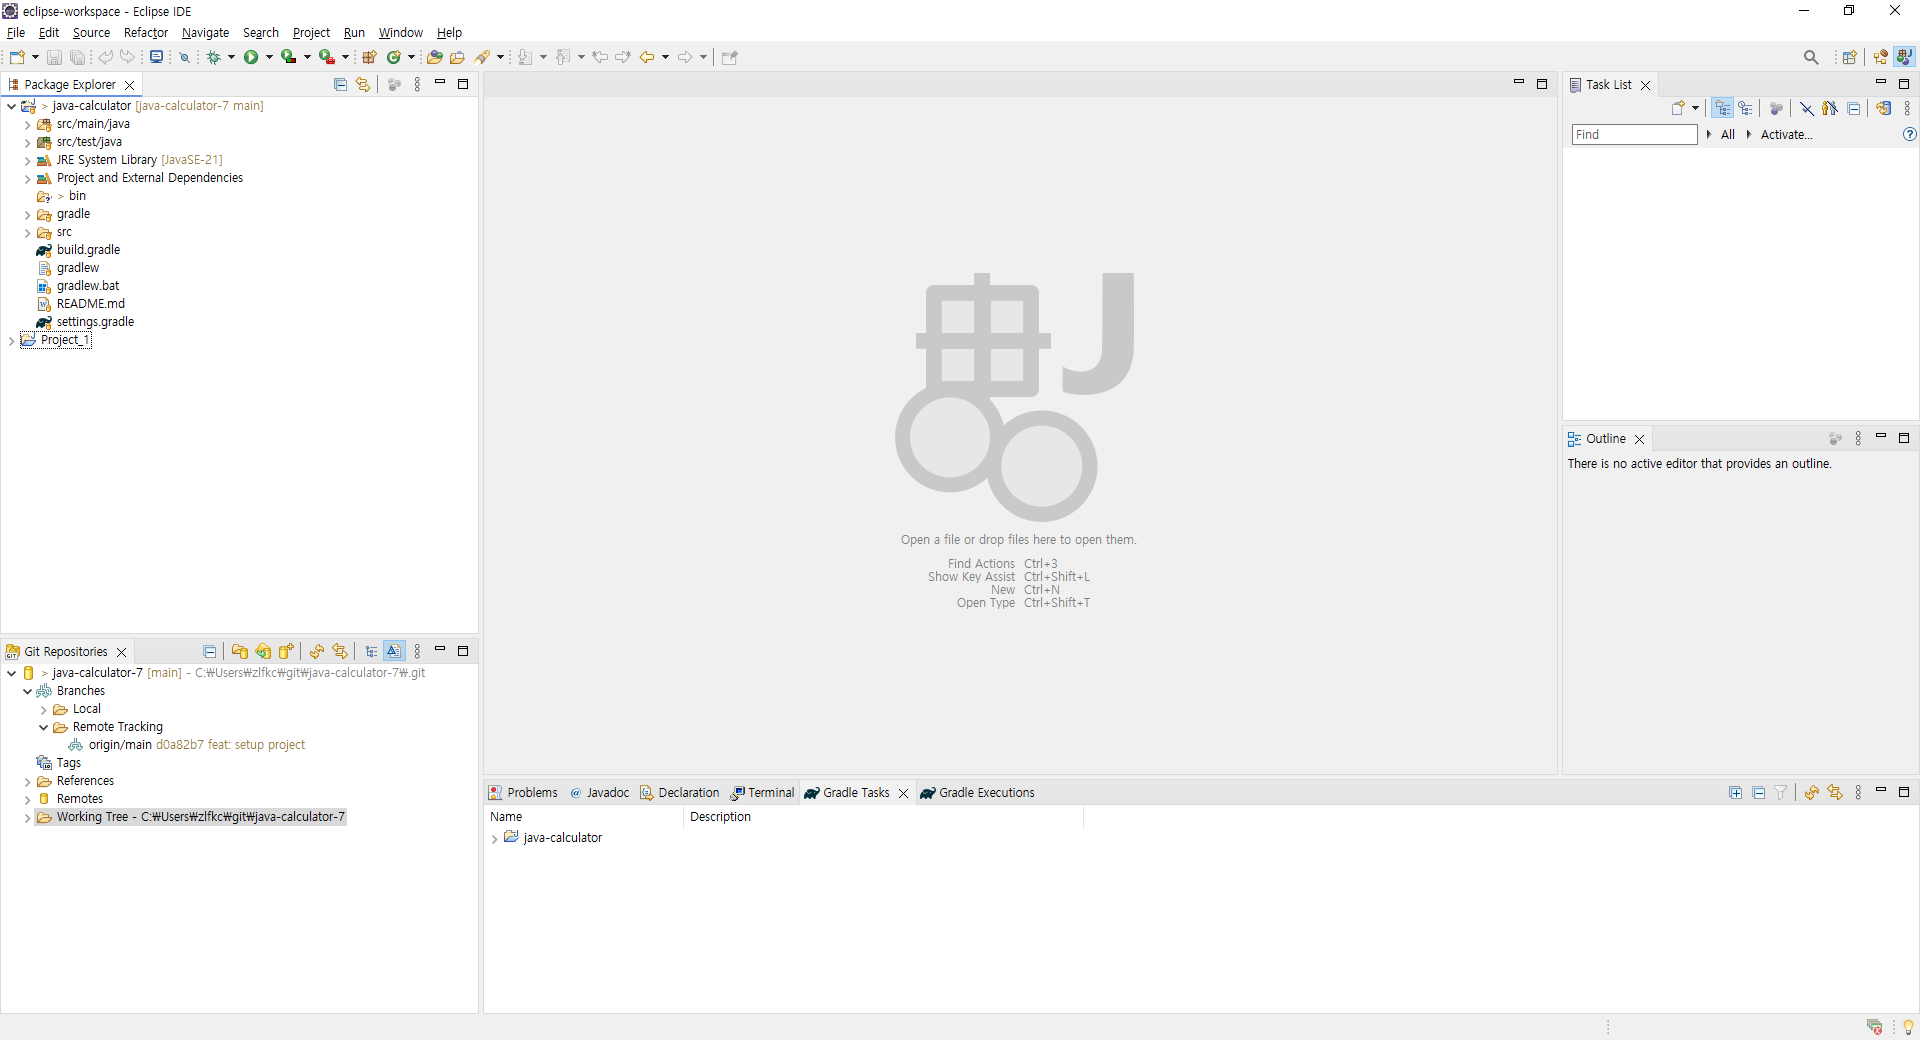 eclipse-workspace - Eclipse IDE
File Edit Source Refactor Navigate Search Project Run Window Help
Package Explorer
> java-calculator [java-calculator-7 main]
src/main/java
src/test/java
JRE System Library [JavaSE-21]
Project and External Dependencies
> bin
gradle
src
build.gradle
gradlew
gradlew.bat
README.md
settings.gradle
Project_1
Git Repositories
> java-calculator-7 [main] - C:₩Users₩zlfkc₩git₩java-calculator-7₩.git
Branches
Local
Remote Tracking
origin/main d0a82b7 feat: setup project
Tags
References
Remotes
Working Tree - C:₩Users₩zlfkc₩git₩java-calculator-7
J
Open a file or drop files here to open them.
Find Actions Ctrl+3
Show Key Assist Ctrl+Shift+L
New Ctrl+N
Open Type Ctrl+Shift+T
Problems Javadoc Declaration Terminal Gradle Tasks Gradle Executions
Name Description
java-calculator
Task List
Find All Activate...
Outline
There is no active editor that provides an outline.